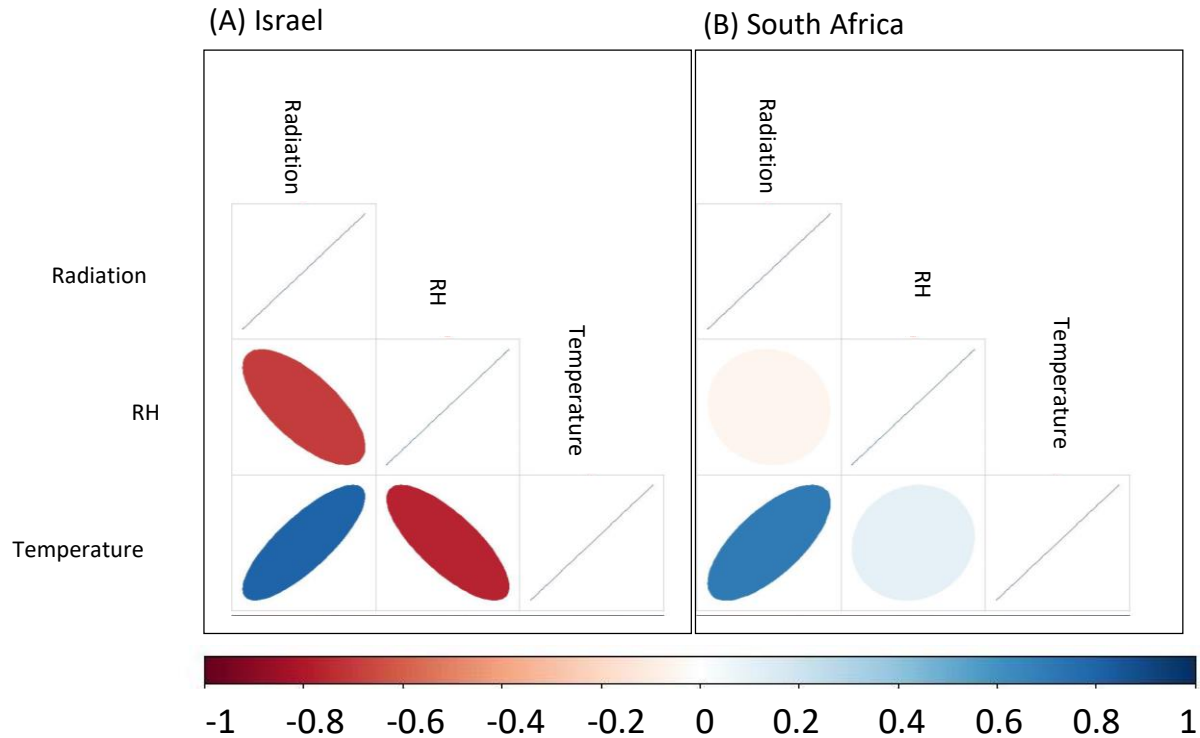 (A) Israel
(B) South Africa
Radiation
Radiation
Radiation
RH
RH
Temperature
Temperature
RH
Temperature
-1 -0.8 -0.6 -0.4 -0.2 0 0.2 0.4 0.6 0.8 1